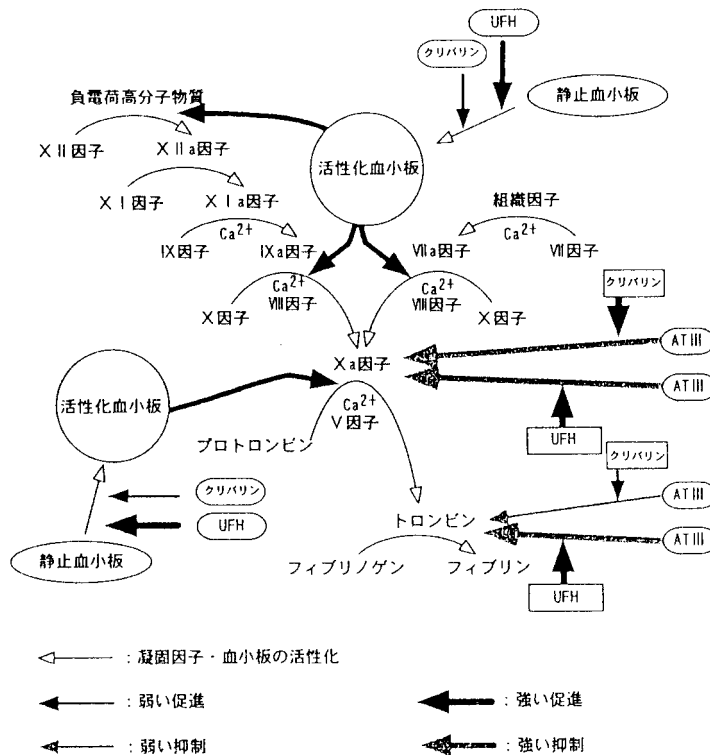 UFH
クリバリン
静止血小板
負電荷高分子物質
活性化血小板
ⅩⅡ因子
ⅩⅡa因子
ⅩⅠ因子
ⅩⅠa因子
Ca2+
Ⅸ因子
Ⅸa因子
組織因子
Ca2+
Ⅶa因子
Ⅶ因子
Ca2+
Ⅷ因子
Ⅹ因子
Ca2+
Ⅷ因子
Ⅹ因子
クリバリン
ATⅢ
Ⅹa因子
ATⅢ
UFH
活性化血小板
Ca2+
Ⅴ因子
プロトロンビン
クリバリン
ATⅢ
クリバリン
UFH
静止血小板
トロンビン
ATⅢ
フィブリノゲン
フィブリン
UFH
：凝固因子・血小板の活性化
：弱い促進
：強い促進
：弱い抑制
：強い抑制